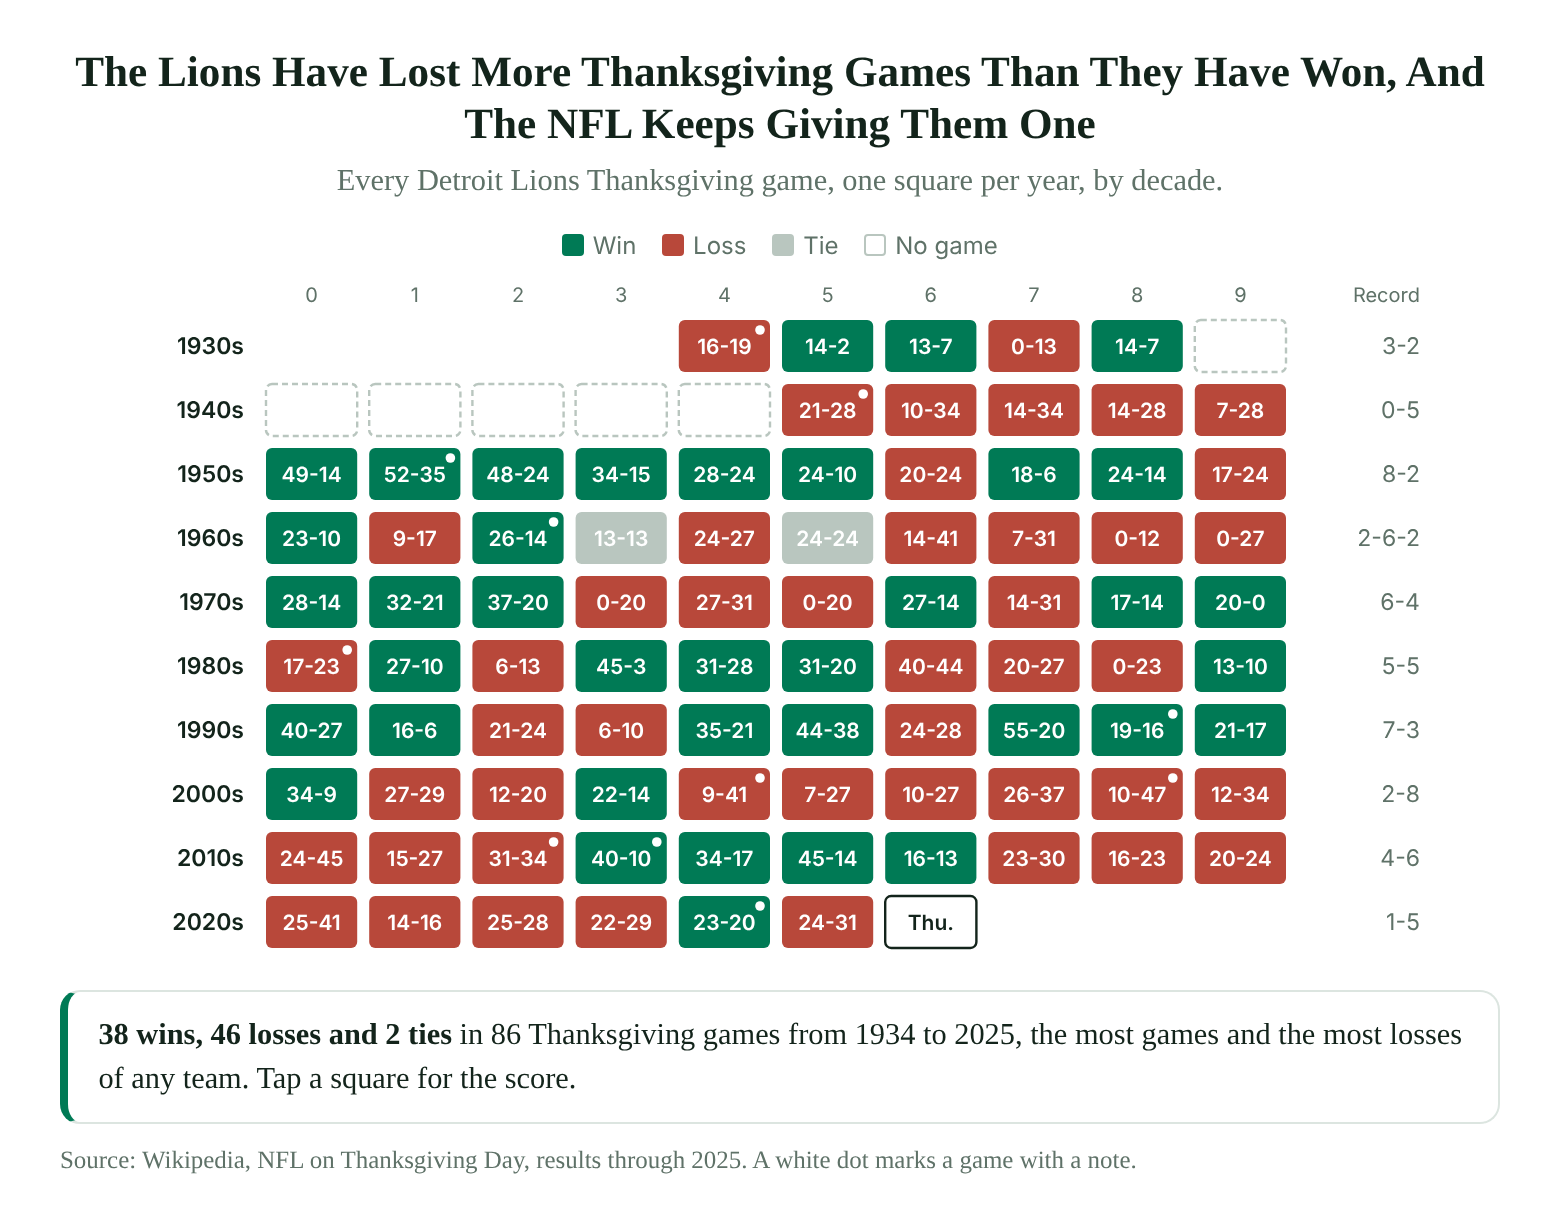 The Lions Have Lost More Thanksgiving Games Than They Have Won, And
The NFL Keeps Giving Them One
Every Detroit Lions Thanksgiving game, one square per year, by decade.
Win Loss Tie No game
0 1 2 3 4 5 6 7 8 9 Record
1930s 16-19 14-2 13-7 0-13 14-7 3-2
1940s 21-28 10-34 14-34 14-28 7-28 0-5
1950s 49-14 52-35 48-24 34-15 28-24 24-10 20-24 18-6 24-14 17-24 8-2
1960s 23-10 9-17 26-14 13-13 24-27 24-24 14-41 7-31 0-12 0-27 2-6-2
1970s 28-14 32-21 37-20 0-20 27-31 0-20 27-14 14-31 17-14 20-0 6-4
1980s 17-23 27-10 6-13 45-3 31-28 31-20 40-44 20-27 0-23 13-10 5-5
1990s 40-27 16-6 21-24 6-10 35-21 44-38 24-28 55-20 19-16 21-17 7-3
2000s 34-9 27-29 12-20 22-14 9-41 7-27 10-27 26-37 10-47 12-34 2-8
2010s 24-45 15-27 31-34 40-10 34-17 45-14 16-13 23-30 16-23 20-24 4-6
2020s 25-41 14-16 25-28 22-29 23-20 24-31 Thu. 1-5
38 wins, 46 losses and 2 ties in 86 Thanksgiving games from 1934 to 2025, the most games and the most losses
of any team. Tap a square for the score.
Source: Wikipedia, NFL on Thanksgiving Day, results through 2025. A white dot marks a game with a note.